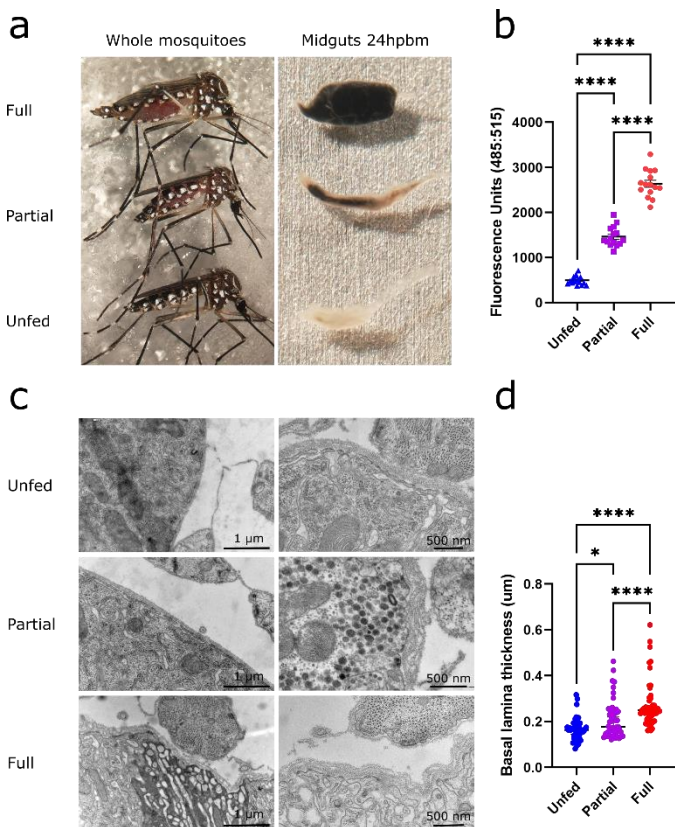 a
Whole mosquitoes
Midguts 24hpbm
Full
Partial
Unfed
b
****
****
****
Fluorescence Units (485:515)
4000
3000
2000
1000
0
Unfed
Partial
Full
c
Unfed
1 µm
500 nm
Partial
1 µm
500 nm
Full
1 µm
500 nm
d
****
*
****
Basal lamina thickness (um)
0.8
0.6
0.4
0.2
0.0
Unfed
Partial
Full